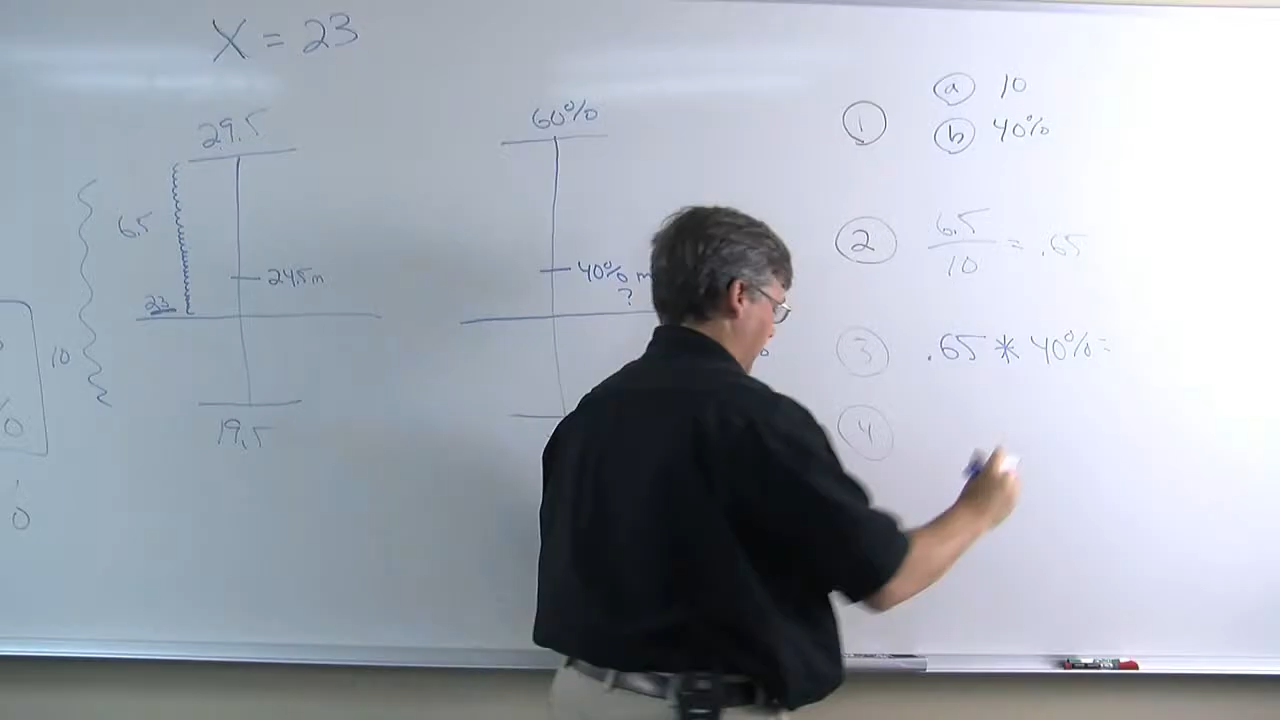 X = 23
29.5
6.5
24.5m
23
10
19.5
60%
40% m
?
%
0
%
① ⓐ 10
ⓑ 40%
② 6.5
10 = .65
③ .65 * 40% =
④